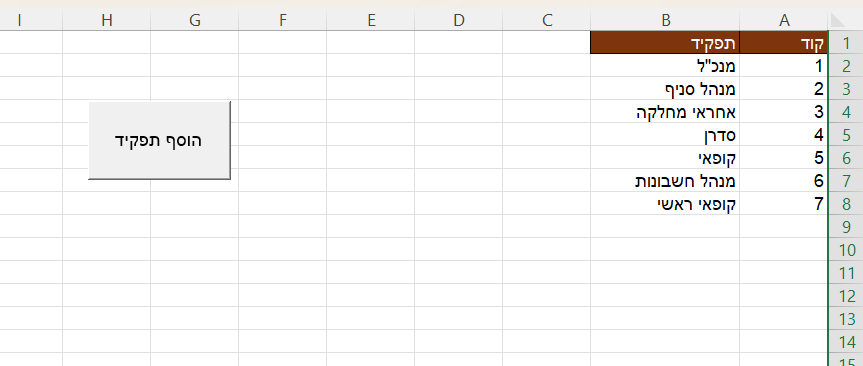 A B C D E F G H I
1 קוד תפקיד
2 1 מנכ"ל
3 2 מנהל סניף
4 3 אחראי מחלקה
5 4 סדרן
6 5 קופאי
7 6 מנהל חשבונות
8 7 קופאי ראשי
9
10
11
12
13
14
15
הוסף תפקיד